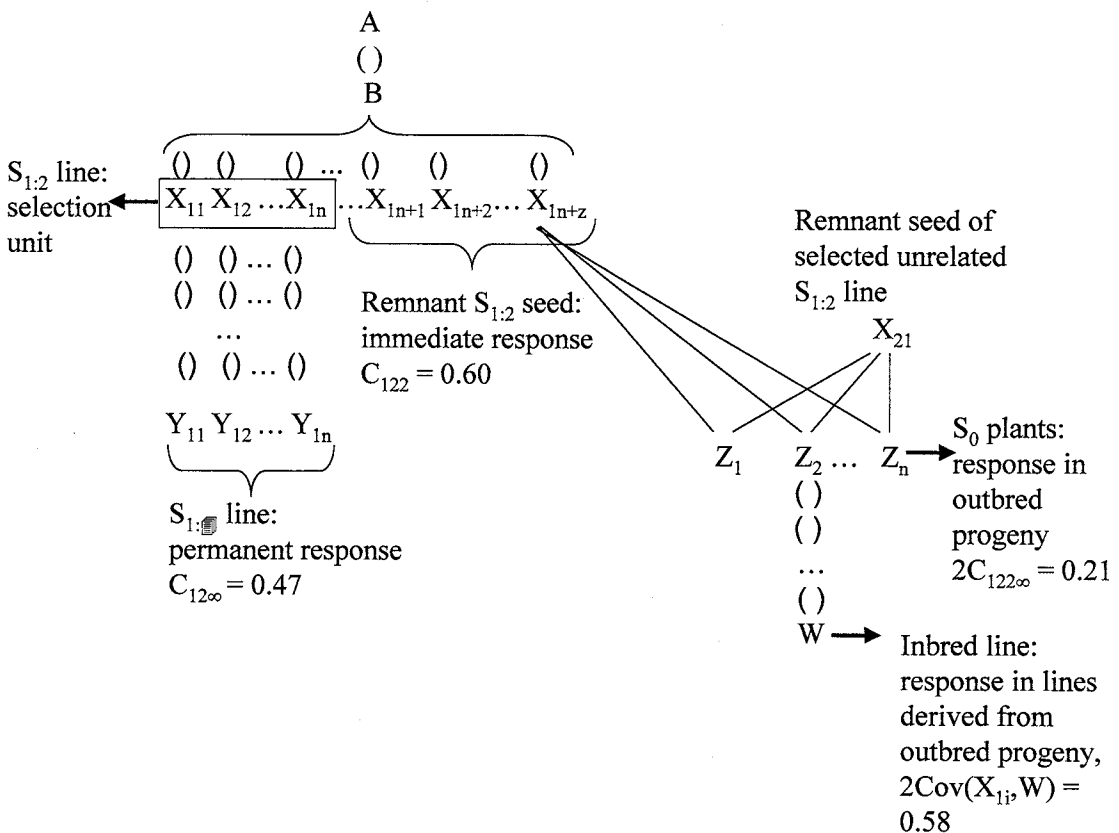 A
( )
B
S1:2 line:
selection
unit
() () () ... () () ()
X11 X12 ...X1n ...X1n+1 X1n+2... X1n+z
() () ... ()
() () ... ()
...
() () ... ()
Y11 Y12 ... Y1n
S1: line:
permanent response
C12∞ = 0.47
Remnant S1:2 seed:
immediate response
C122 = 0.60
Remnant seed of
selected unrelated
S1:2 line
X21
Z1 Z2 ... Zn
( )
( )
...
( )
W
S0 plants:
response in
outbred
progeny
2C122∞ = 0.21
Inbred line:
response in lines
derived from
outbred progeny,
2Cov(X1i,W) =
0.58